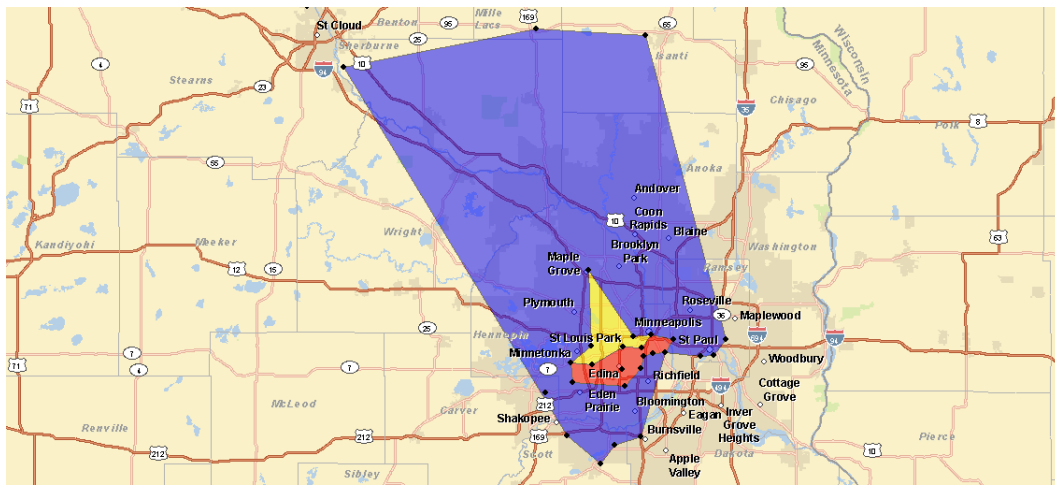 169
Mille
Lacs
St Cloud
Benton
95
65
25
Sherburne
Isanti
10
94
Wisconsin
Minnesota
4
95
Stearns
23
71
35
Chisago
8
Polk
55
Anoka
Andover
Coon
Rapids
10
Blaine
Kandiyohi
Meeker
Wright
Brooklyn
Park
Washington
63
12
15
Maple
Grove
Ramsey
Plymouth
Roseville
36
Maplewood
25
Hennepin
Minneapolis
St Louis Park
St Paul
694
94
7
Minnetonka
71
4
7
Edina
Richfield
Woodbury
494
212
Eden
Prairie
Bloomington
Cottage
Grove
McLeod
Carver
Shakopee
Eagan
Inver
Grove
Heights
Renville
169
Burnsville
Pierce
212
Scott
Dakota
10
Sibley
Apple
Valley